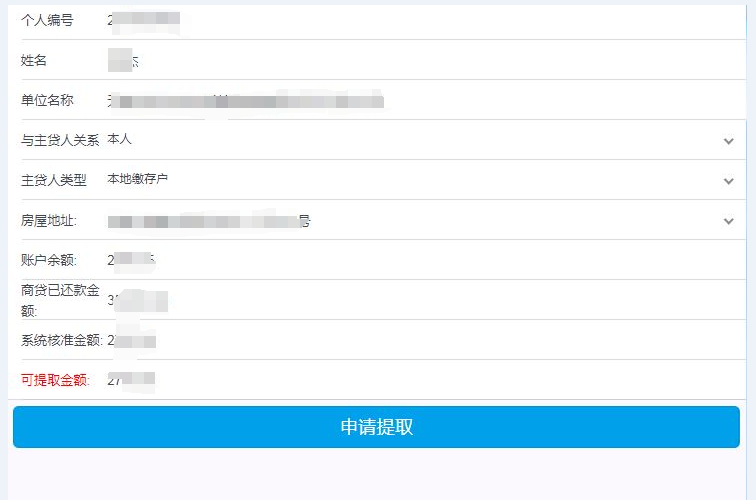 个人编号 2
姓名
单位名称
与主贷人关系 本人
主贷人类型 本地缴存户
房屋地址: 号
账户余额: 2
商贷已还款金
额: 3
系统核准金额: 2
可提取金额: 27
申请提取